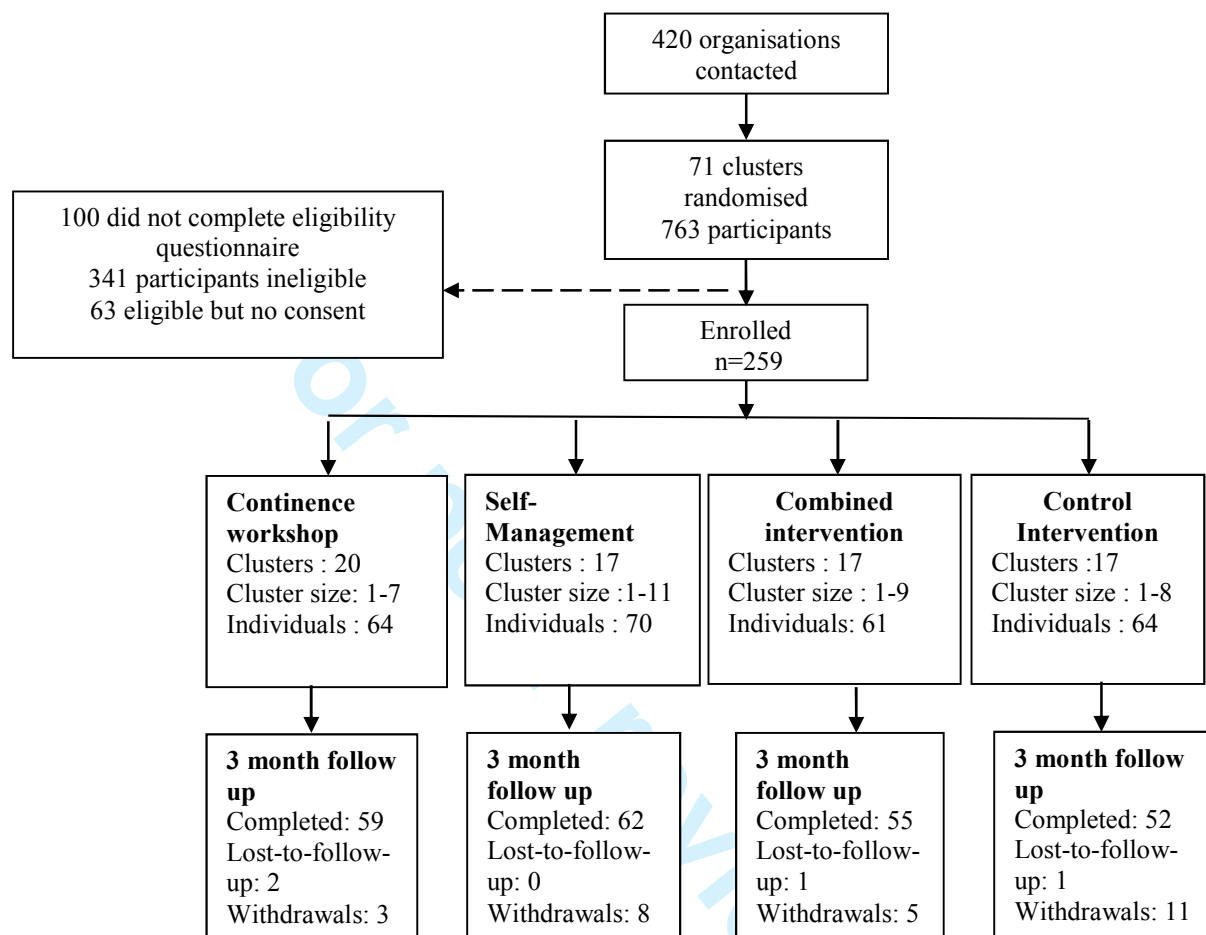 420 organisations
contacted
71 clusters
randomised
763 participants
100 did not complete eligibility
questionnaire
341 participants ineligible
63 eligible but no consent
Enrolled
n=259
Continence
workshop
Clusters : 20
Cluster size: 1-7
Individuals : 64
Self-
Management
Clusters : 17
Cluster size :1-11
Individuals : 70
Combined
intervention
Clusters : 17
Cluster size : 1-9
Individuals: 61
Control
Intervention
Clusters :17
Cluster size : 1-8
Individuals : 64
3 month follow
up
Completed: 59
Lost-to-follow-
up: 2
Withdrawals: 3
3 month
follow up
Completed: 62
Lost-to-follow-
up: 0
Withdrawals: 8
3 month
follow up
Completed: 55
Lost-to-follow-
up: 1
Withdrawals: 5
3 month follow
up
Completed: 52
Lost-to-follow-
up: 1
Withdrawals: 11